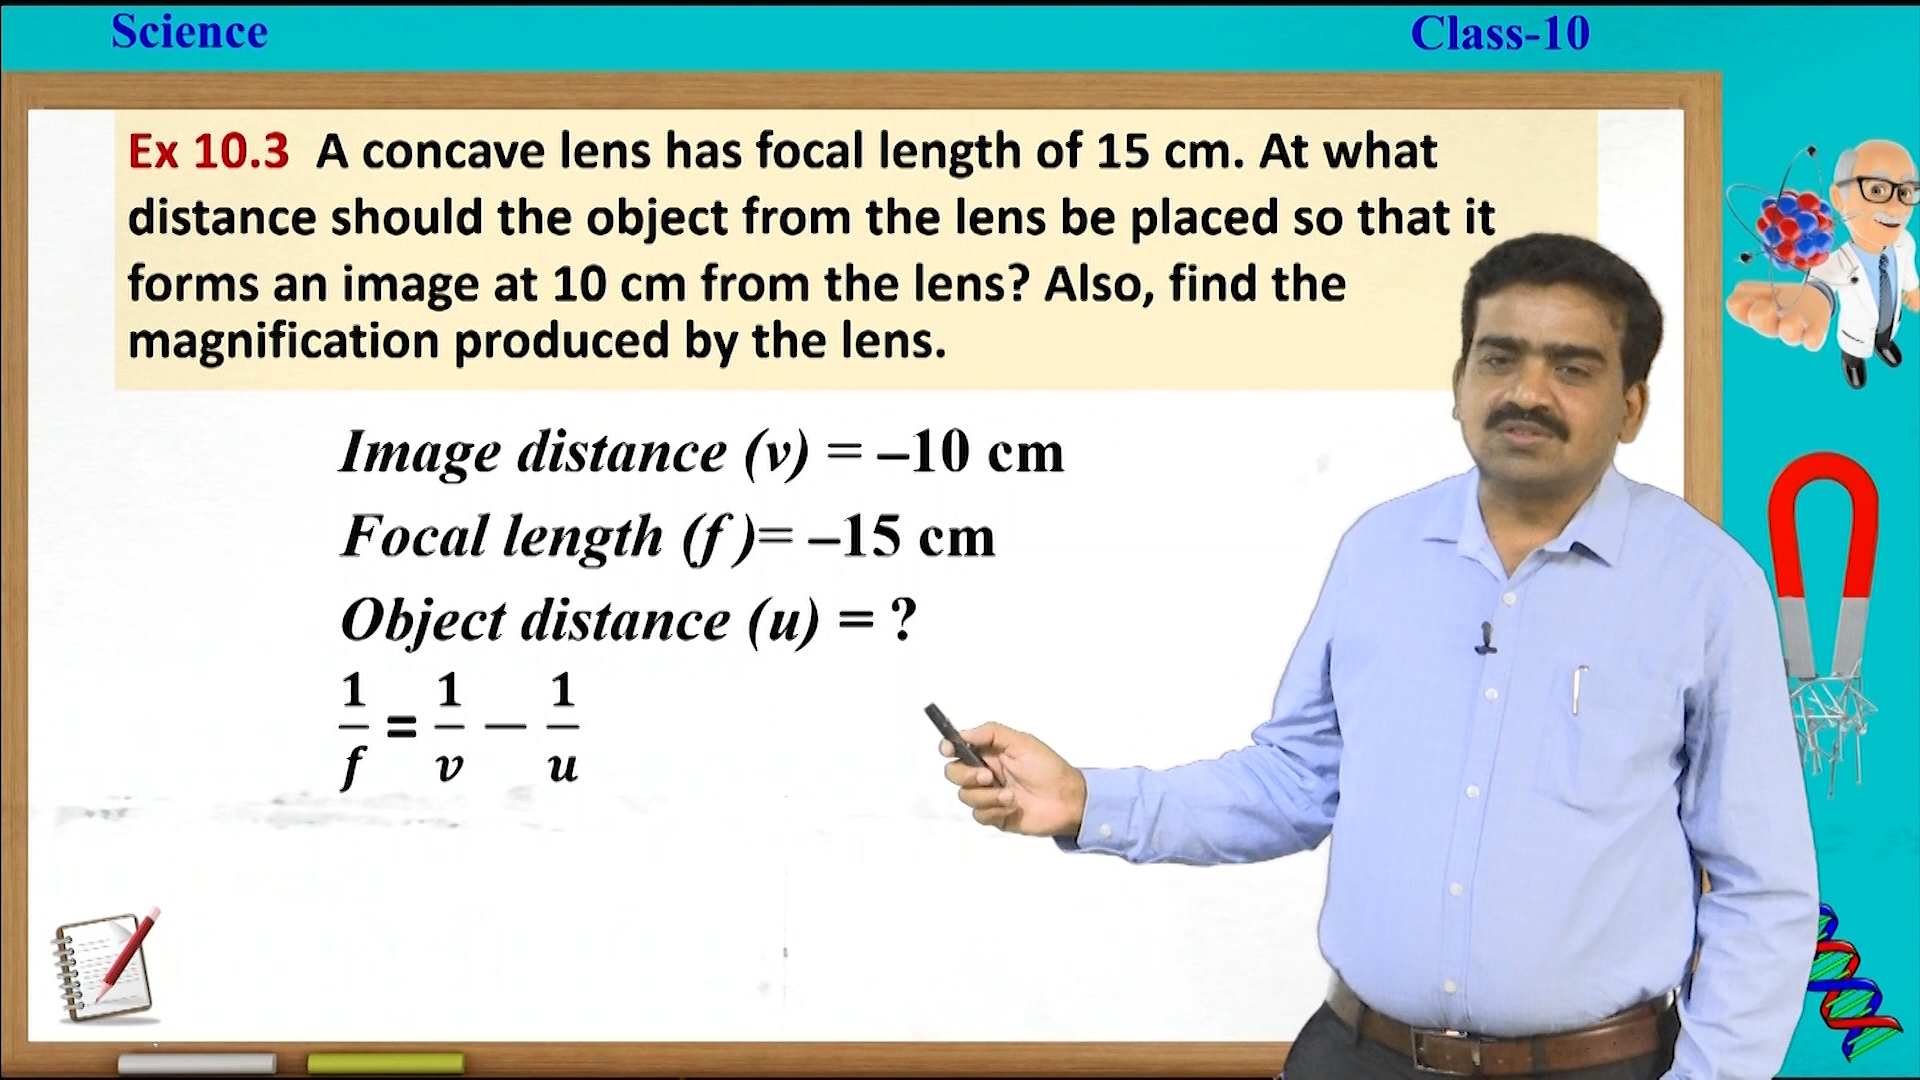 Science
Class-10
Ex 10.3 A concave lens has focal length of 15 cm. At what
distance should the object from the lens be placed so that it
forms an image at 10 cm from the lens? Also, find the
magnification produced by the lens.
Image distance (v) = –10 cm
Focal length (f )= –15 cm
Object distance (u) = ?
1/f = 1/v − 1/u